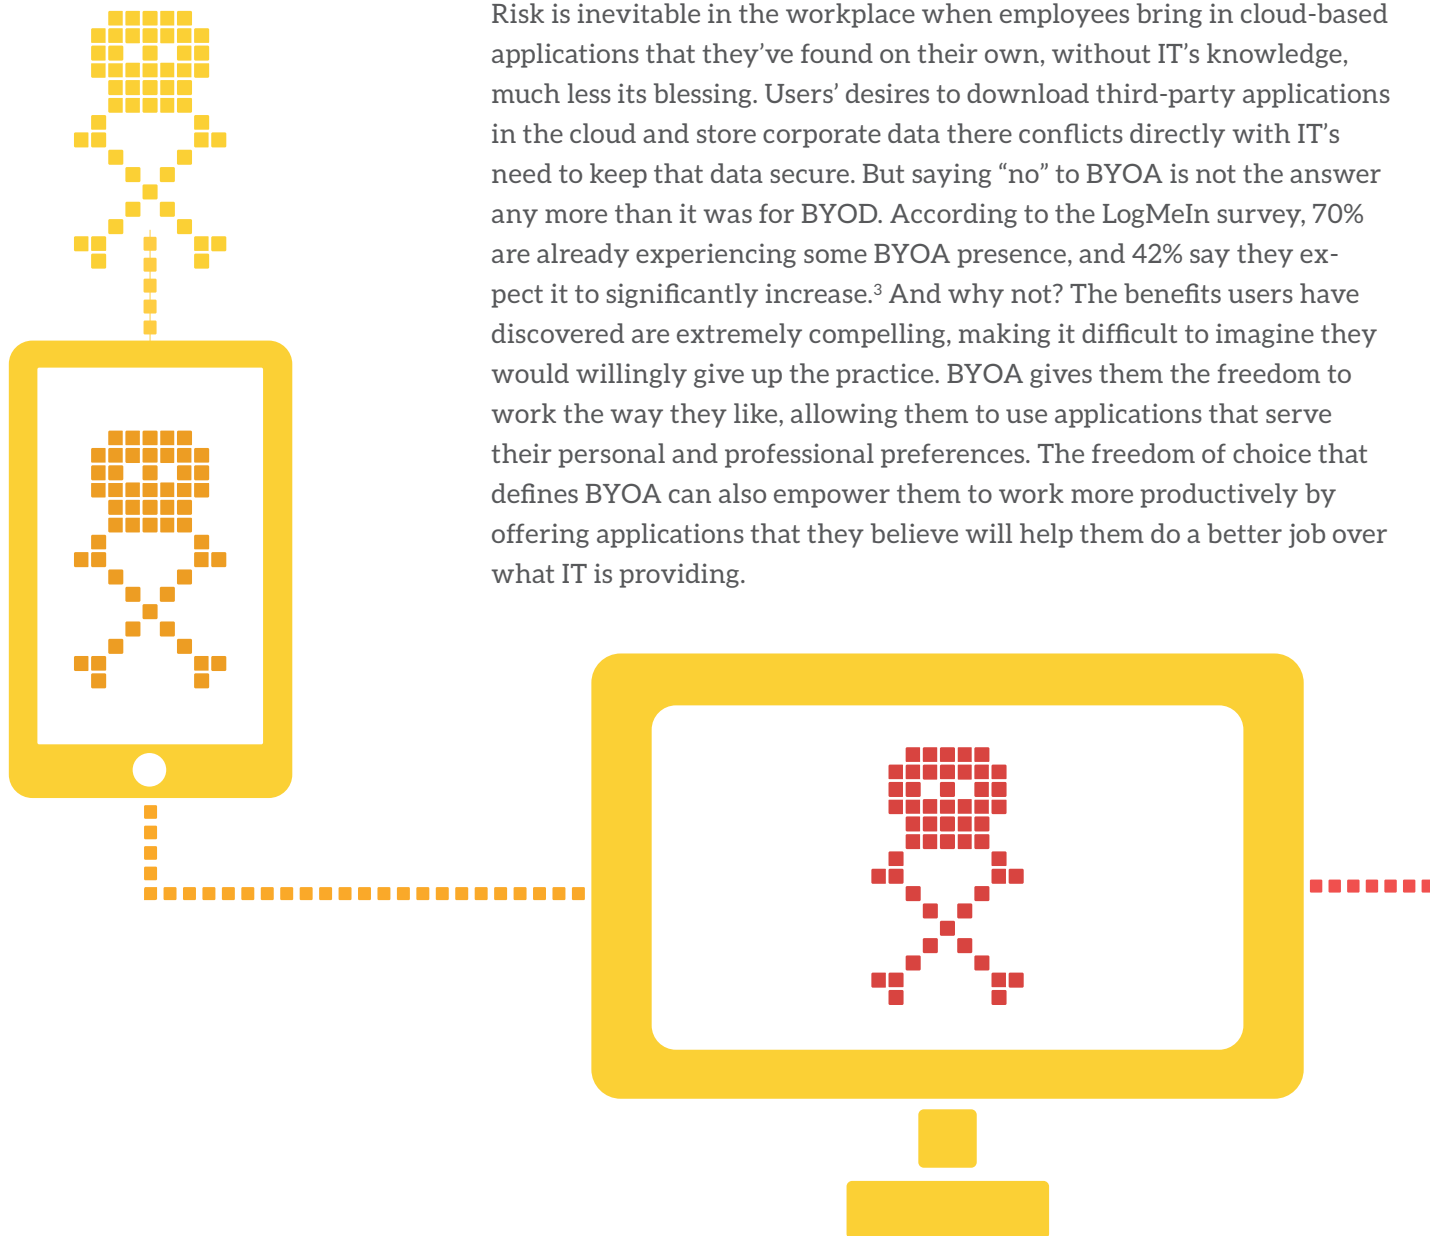 Risk is inevitable in the workplace when employees bring in cloud-based
applications that they’ve found on their own, without IT’s knowledge,
much less its blessing. Users’ desires to download third-party applications
in the cloud and store corporate data there conflicts directly with IT’s
need to keep that data secure. But saying “no” to BYOA is not the answer
any more than it was for BYOD. According to the LogMeIn survey, 70%
are already experiencing some BYOA presence, and 42% say they ex-
pect it to significantly increase.³ And why not? The benefits users have
discovered are extremely compelling, making it difficult to imagine they
would willingly give up the practice. BYOA gives them the freedom to
work the way they like, allowing them to use applications that serve
their personal and professional preferences. The freedom of choice that
defines BYOA can also empower them to work more productively by
offering applications that they believe will help them do a better job over
what IT is providing.